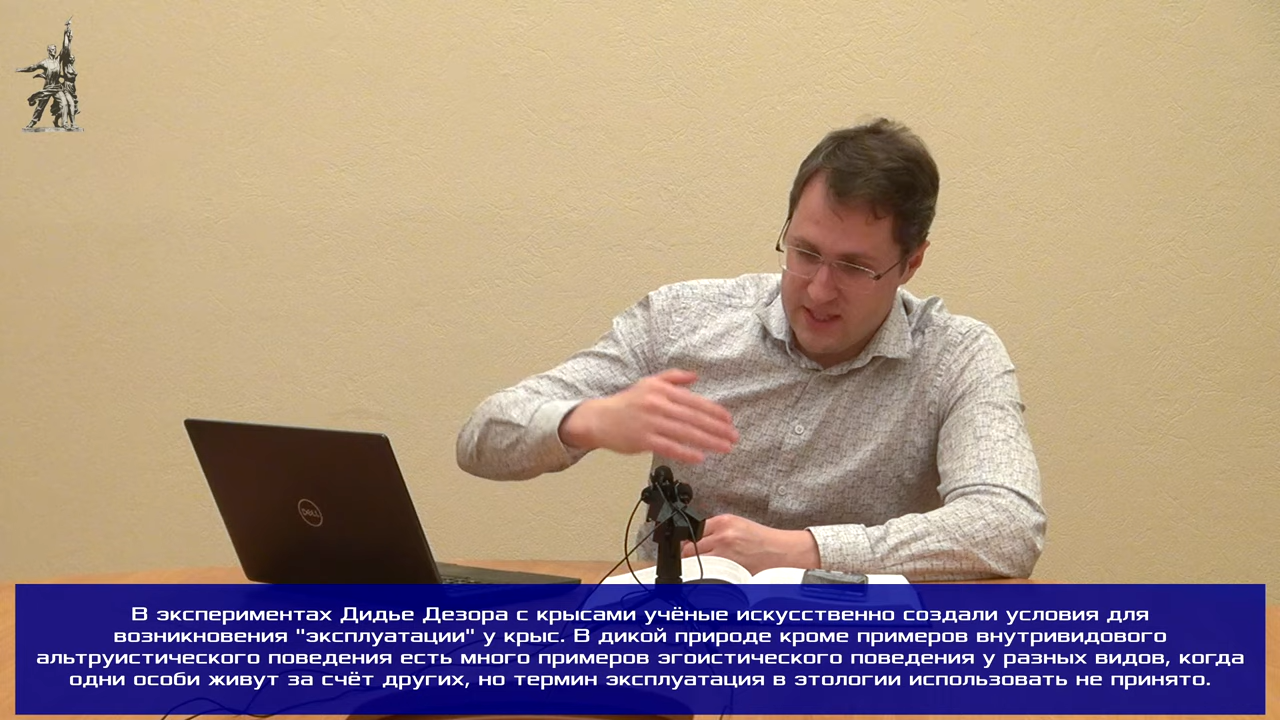 DELL
В экспериментах Дидье Дезора с крысами учёные искусственно создали условия для
возникновения "эксплуатации" у крыс. В дикой природе кроме примеров внутривидового
альтруистического поведения есть много примеров эгоистического поведения у разных видов, когда
одни особи живут за счёт других, но термин эксплуатация в этологии использовать не принято.